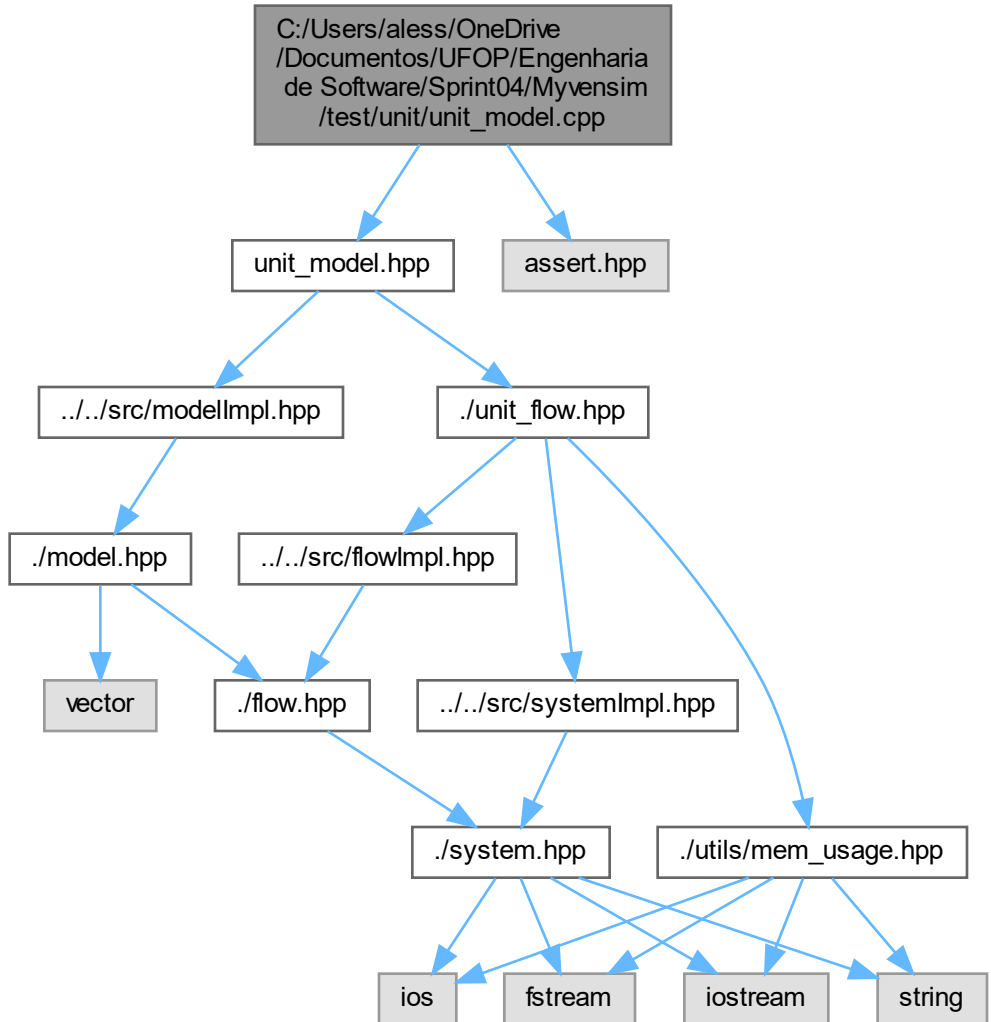 C:/Users/aless/OneDrive
/Documentos/UFOP/Engenharia
de Software/Sprint04/Myvensim
/test/unit/unit_model.cpp
unit_model.hpp
assert.hpp
../../src/modelImpl.hpp
./unit_flow.hpp
./model.hpp
../../src/flowImpl.hpp
vector
./flow.hpp
../../src/systemImpl.hpp
./system.hpp
./utils/mem_usage.hpp
ios
fstream
iostream
string